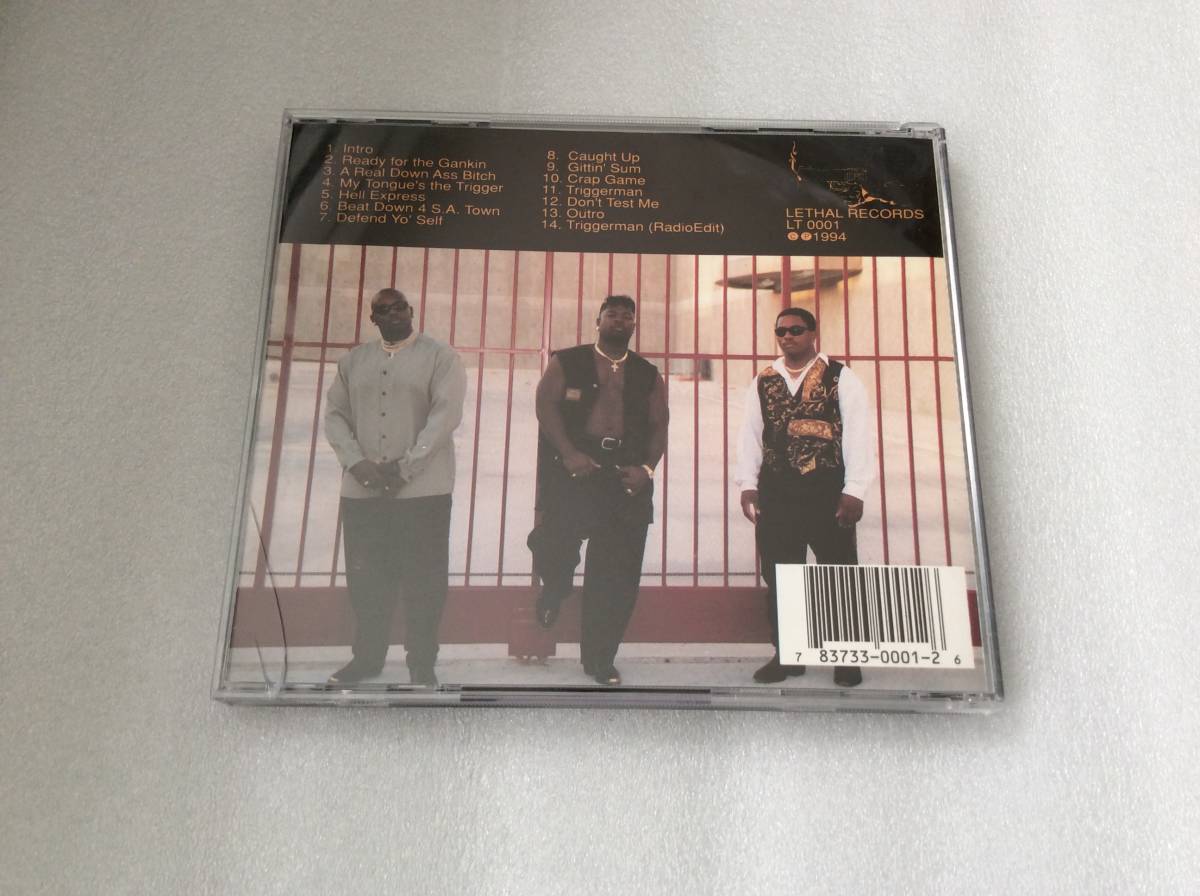 1. Intro
2. Ready for the Gankin
3. A Real Down Ass Bitch
4. My Tongue's the Trigger
5. Hell Express
6. Beat Down 4 S.A. Town
7. Defend Yo' Self
8. Caught Up
9. Gittin' Sum
10. Crap Game
11. Triggerman
12. Don't Test Me
13. Outro
14. Triggerman (RadioEdit)
LETHAL RECORDS
LT 0001
© ℗ 1994
7 83733-0001-2 6